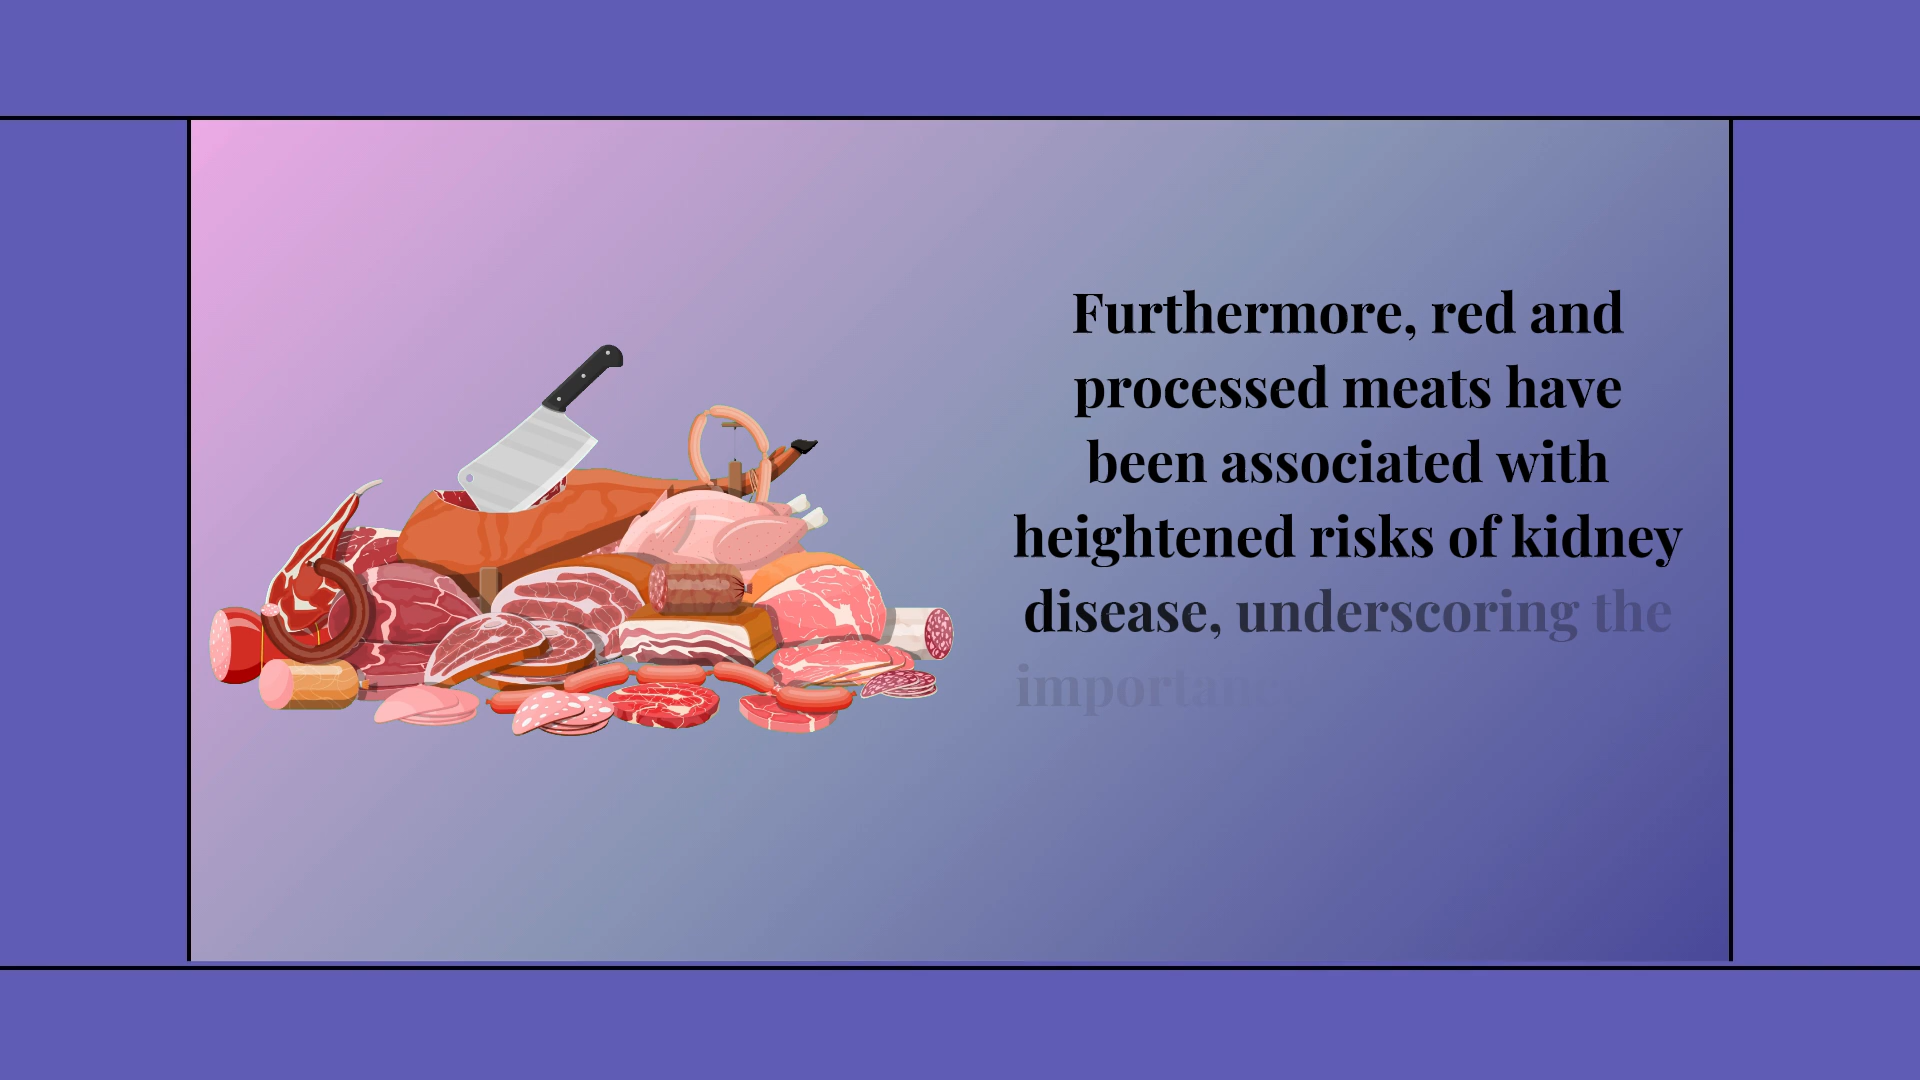 Furthermore, red and
processed meats have
been associated with
heightened risks of kidney
disease, underscoring the